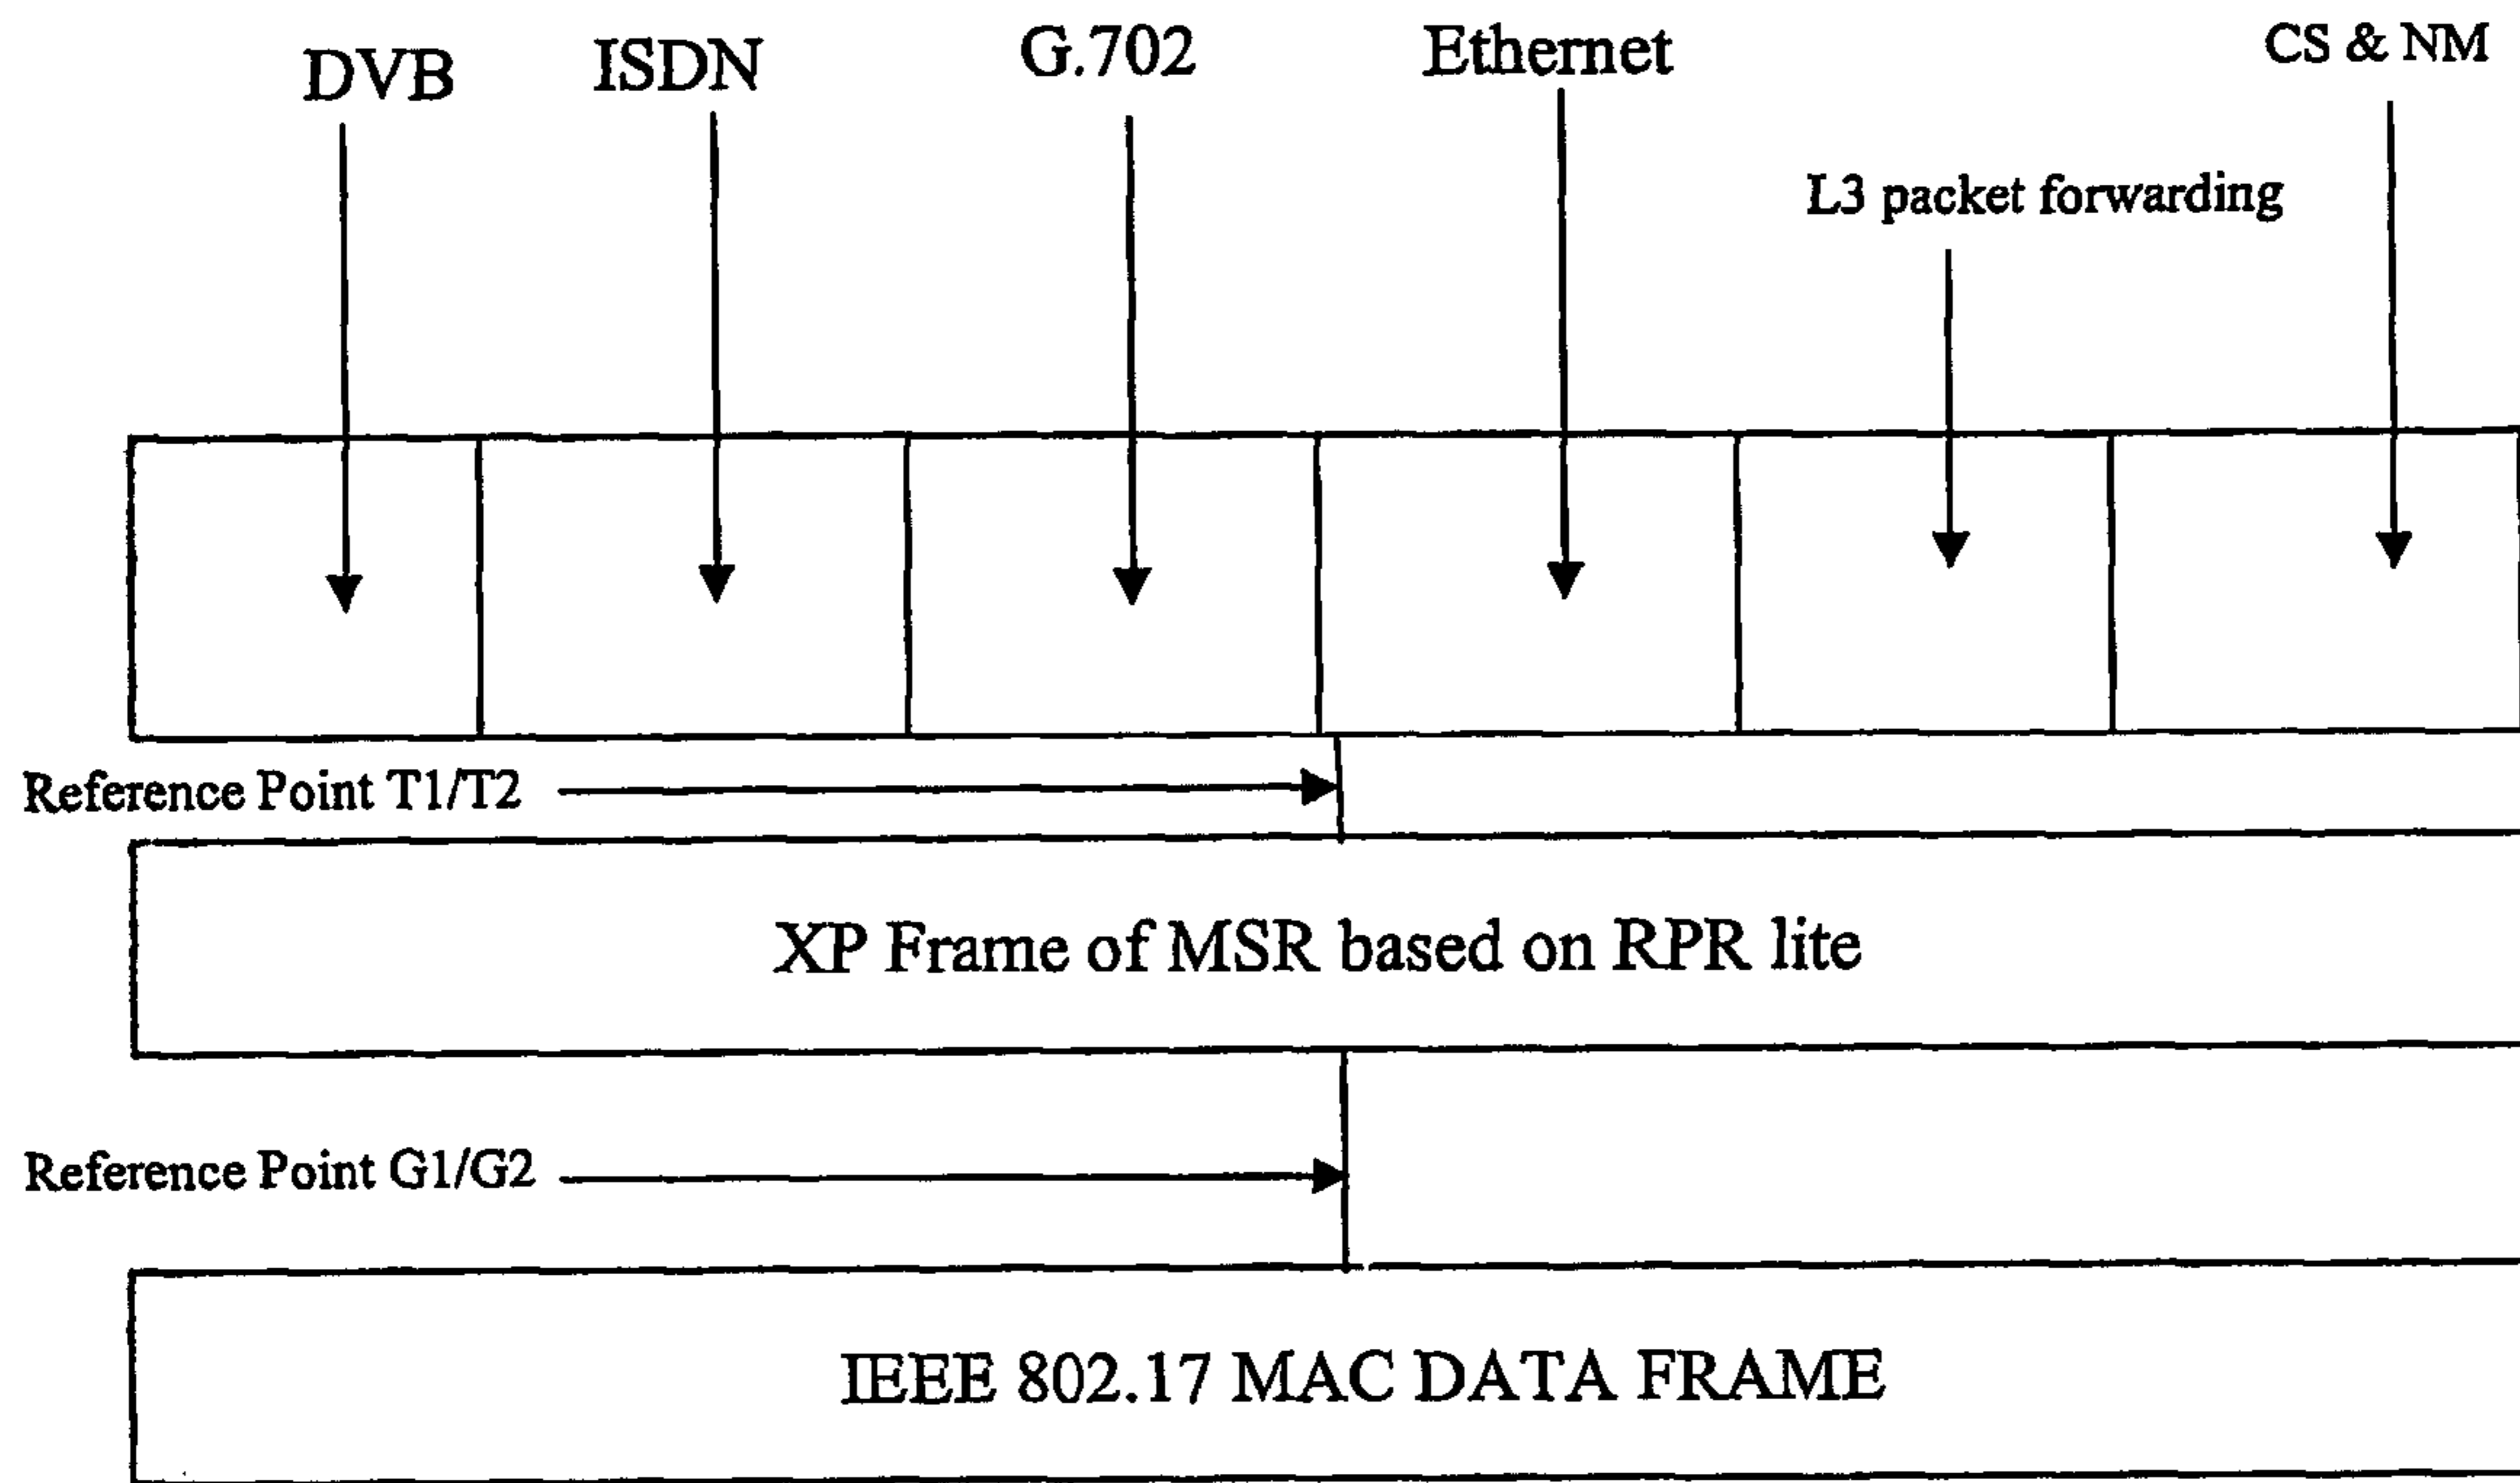 DVB
ISDN
G.702
Ethernet
CS & NM
L3 packet forwarding
Reference Point T1/T2
XP Frame of MSR based on RPR lite
Reference Point G1/G2
IEEE 802.17 MAC DATA FRAME